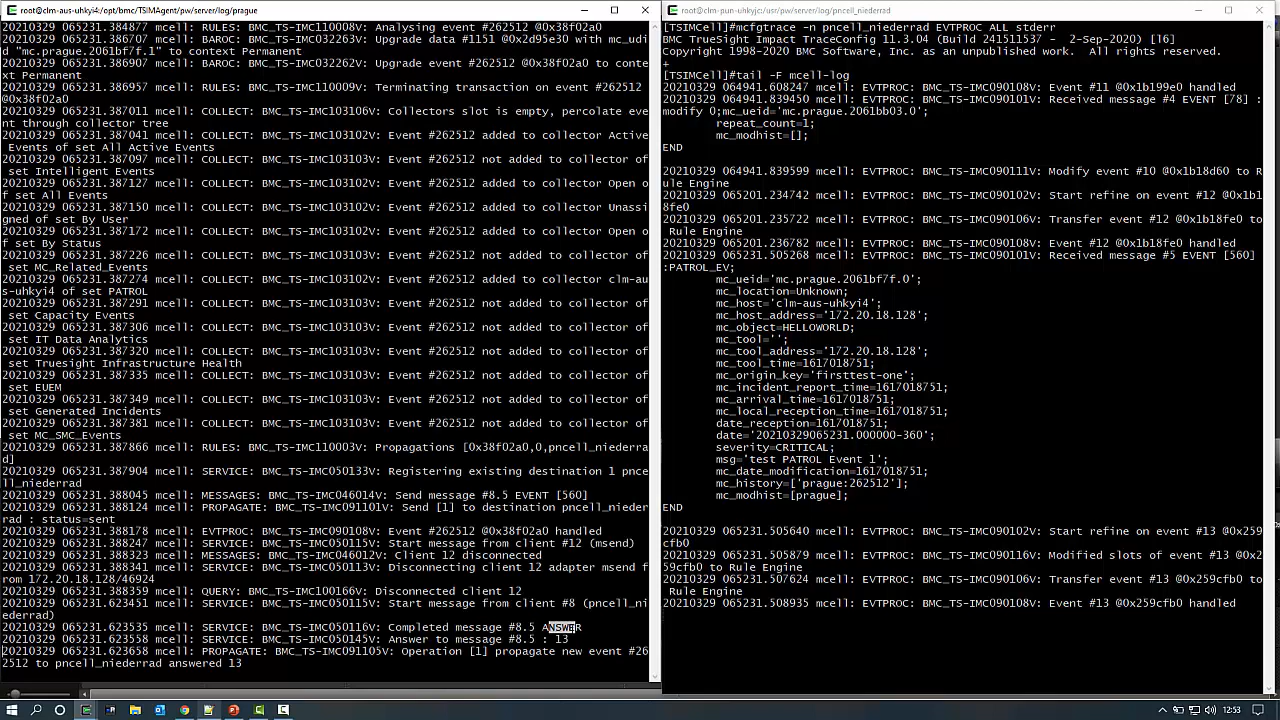 root@clm-aus-uhkyi4:/opt/bmc/TSIMAgent/pw/server/log/prague
20210329 065231.384877 mcell: RULES: BMC_TS-IMC110008V: Analysing event #262512 @0x38f02a0
20210329 065231.386871 mcell: BAROC: BMC_TS-IMC032263V: Upgrade data #1151 @0x2d95e30 with mc_udi
d "mc.prague.2061bf7f.1" to context Permanent
20210329 065231.386907 mcell: BAROC: BMC_TS-IMC032202V: Upgrade event #262512 @0x38f02a0 to conte
xt Permanent
20210329 065231.386957 mcell: RULES: BMC_TS-IMC110009V: Terminating transaction on event #262512
@0x38f02a0
20210329 065231.387011 mcell: COLLECT: BMC_TS-IMC103106V: Collectors slot is empty, percolate eve
nt through collector tree
20210329 065231.387041 mcell: COLLECT: BMC_TS-IMC103102V: Event #262512 added to collector Active
 Events of set All Active Events
20210329 065231.387097 mcell: COLLECT: BMC_TS-IMC103103V: Event #262512 not added to collector of
 set Intelligent Events
20210329 065231.387127 mcell: COLLECT: BMC_TS-IMC103102V: Event #262512 added to collector Open o
f set All Events
20210329 065231.387150 mcell: COLLECT: BMC_TS-IMC103102V: Event #262512 added to collector Unassi
gned of set By User
20210329 065231.387172 mcell: COLLECT: BMC_TS-IMC103102V: Event #262512 added to collector Open o
f set By Status
20210329 065231.387226 mcell: COLLECT: BMC_TS-IMC103103V: Event #262512 not added to collector of
 set MC_Related_Events
20210329 065231.387274 mcell: COLLECT: BMC_TS-IMC103102V: Event #262512 added to collector clm-au
s-uhkyi4 of set PATROL
20210329 065231.387291 mcell: COLLECT: BMC_TS-IMC103103V: Event #262512 not added to collector of
 set Capacity Events
20210329 065231.387306 mcell: COLLECT: BMC_TS-IMC103103V: Event #262512 not added to collector of
 set IT Data Analytics
20210329 065231.387320 mcell: COLLECT: BMC_TS-IMC103103V: Event #262512 not added to collector of
 set Truesight Infrastructure Health
20210329 065231.387335 mcell: COLLECT: BMC_TS-IMC103103V: Event #262512 not added to collector of
 set EUEM
20210329 065231.387349 mcell: COLLECT: BMC_TS-IMC103103V: Event #262512 not added to collector of
 set Generated Incidents
20210329 065231.387381 mcell: COLLECT: BMC_TS-IMC103103V: Event #262512 not added to collector of
 set MC_SMC_Events
20210329 065231.387866 mcell: RULES: BMC_TS-IMC110003V: Propagations [0x38f02a0,0,pncell_niederra
d]
20210329 065231.387904 mcell: SERVICE: BMC_TS-IMC050133V: Registering existing destination 1 pnce
ll_niederrad
20210329 065231.388045 mcell: MESSAGES: BMC_TS-IMC046014V: Send message #8.5 EVENT [560]
20210329 065231.388124 mcell: PROPAGATE: BMC_TS-IMC091101V: Send [1] to destination pncell_nieder
rad : status=sent
20210329 065231.388178 mcell: EVTPROC: BMC_TS-IMC090108V: Event #262512 @0x38f02a0 handled
20210329 065231.388247 mcell: SERVICE: BMC_TS-IMC050115V: Start message from client #12 (msend)
20210329 065231.388323 mcell: MESSAGES: BMC_TS-IMC046012V: Client 12 disconnected
20210329 065231.388341 mcell: SERVICE: BMC_TS-IMC050113V: Disconnecting client 12 adapter msend f
rom 172.20.18.128/46924
20210329 065231.388360 mcell: QUERY: BMC_TS-IMC100166V: Disconnected client 12
20210329 065231.623451 mcell: SERVICE: BMC_TS-IMC050115V: Start message from client #8 (pncell_ni
ederrad)
20210329 065231.623535 mcell: SERVICE: BMC_TS-IMC050116V: Completed message #8.5 ANSWER
20210329 065231.623558 mcell: SERVICE: BMC_TS-IMC050145V: Answer to message #8.5 : 13
20210329 065231.623658 mcell: PROPAGATE: BMC_TS-IMC091105V: Operation [1] propagate new event #26
2512 to pncell_niederrad answered 13
root@clm-pun-uhkyjc:/usr/pw/server/log/pncell_niederrad
[TSIMCell]#mcfgtrace -n pncell_niederrad EVTPROC ALL stderr
BMC TrueSight Impact TraceConfig 11.3.04 (Build 241511537 - 2-Sep-2020) [l6]
Copyright 1998-2020 BMC Software, Inc. as an unpublished work.  All rights reserved.
+
[TSIMCell]#tail -F mcell-log
20210329 064941.608247 mcell: EVTPROC: BMC_TS-IMC090108V: Event #11 @0x1b199e0 handled
20210329 064941.839450 mcell: EVTPROC: BMC_TS-IMC090101V: Received message #4 EVENT [78] :
modify 0;mc_ueid='mc.prague.2061bb03.0';
        repeat_count=1;
        mc_modhist=[];
END
20210329 064941.839599 mcell: EVTPROC: BMC_TS-IMC090111V: Modify event #10 @0x1b18d60 to R
ule Engine
20210329 065201.234742 mcell: EVTPROC: BMC_TS-IMC090102V: Start refine on event #12 @0x1b1
8fe0
20210329 065201.235722 mcell: EVTPROC: BMC_TS-IMC090106V: Transfer event #12 @0x1b18fe0 to
 Rule Engine
20210329 065201.236782 mcell: EVTPROC: BMC_TS-IMC090108V: Event #12 @0x1b18fe0 handled
20210329 065231.505268 mcell: EVTPROC: BMC_TS-IMC090101V: Received message #5 EVENT [560]
:PATROL_EV;
        mc_ueid='mc.prague.2061bf7f.0';
        mc_location=Unknown;
        mc_host='clm-aus-uhkyi4';
        mc_host_address='172.20.18.128';
        mc_object=HELLOWORLD;
        mc_tool='';
        mc_tool_address='172.20.18.128';
        mc_tool_time=1617018751;
        mc_origin_key='firsttest-one';
        mc_incident_report_time=1617018751;
        mc_arrival_time=1617018751;
        mc_local_reception_time=1617018751;
        date_reception=1617018751;
        date='20210329065231.000000-360';
        severity=CRITICAL;
        msg='test PATROL Event 1';
        mc_date_modification=1617018751;
        mc_history=['prague:262512'];
        mc_modhist=[prague];
END
20210329 065231.505640 mcell: EVTPROC: BMC_TS-IMC090102V: Start refine on event #13 @0x259
cfb0
20210329 065231.505879 mcell: EVTPROC: BMC_TS-IMC090116V: Modified slots of event #13 @0x2
59cfb0 to Rule Engine
20210329 065231.507624 mcell: EVTPROC: BMC_TS-IMC090106V: Transfer event #13 @0x259cfb0 to
 Rule Engine
20210329 065231.508935 mcell: EVTPROC: BMC_TS-IMC090108V: Event #13 @0x259cfb0 handled
12:53